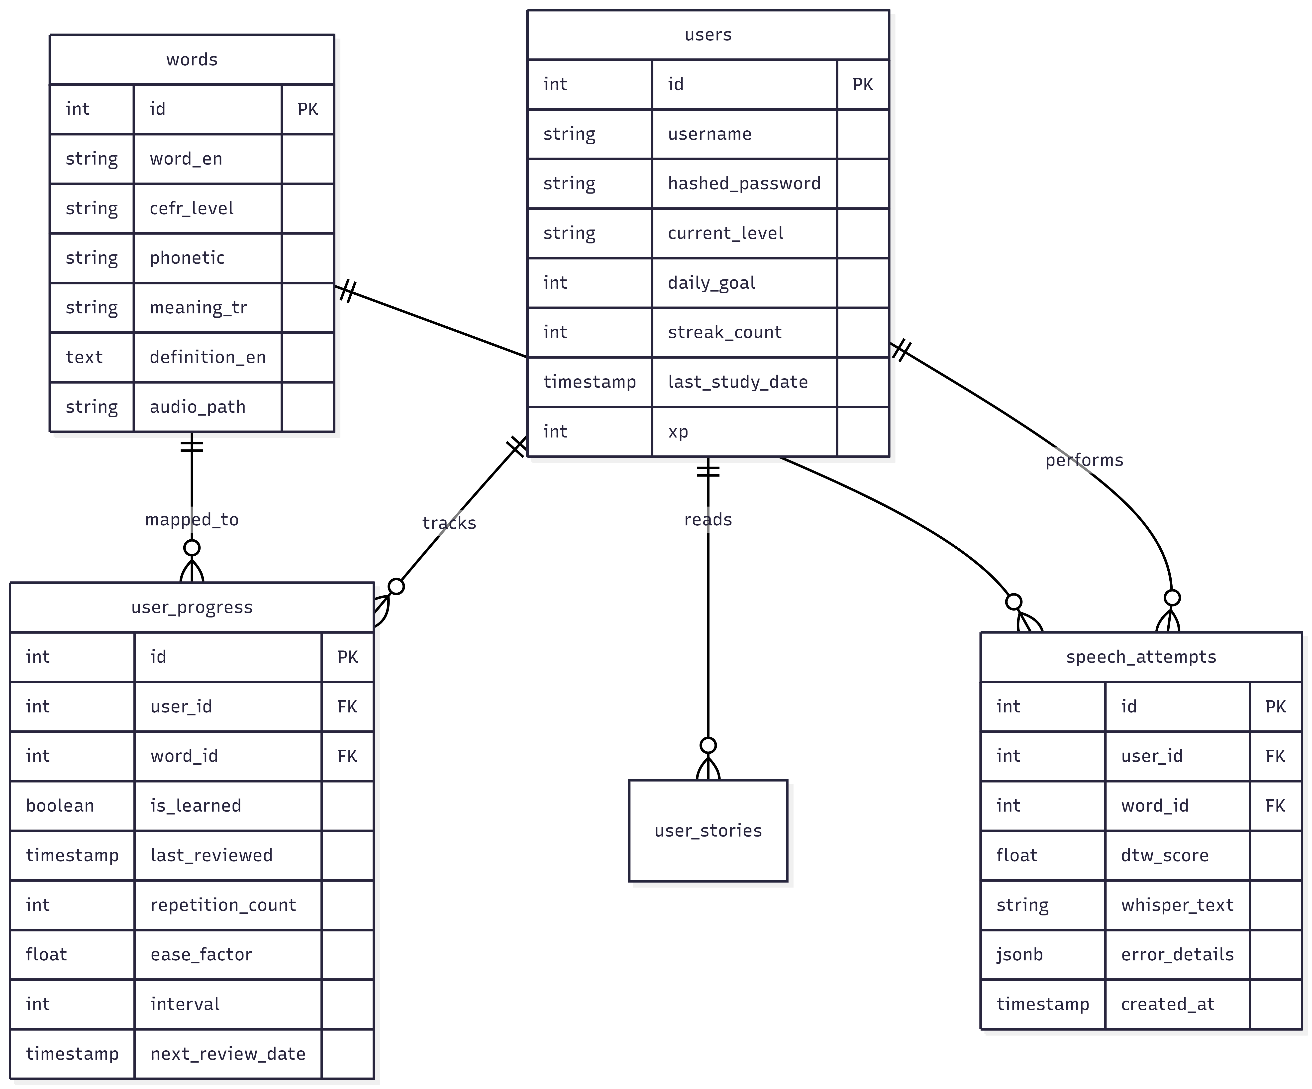 words
int id PK
string word_en
string cefr_level
string phonetic
string meaning_tr
text definition_en
string audio_path
users
int id PK
string username
string hashed_password
string current_level
int daily_goal
int streak_count
timestamp last_study_date
int xp
mapped_to
tracks
reads
performs
user_progress
int id PK
int user_id FK
int word_id FK
boolean is_learned
timestamp last_reviewed
int repetition_count
float ease_factor
int interval
timestamp next_review_date
user_stories
speech_attempts
int id PK
int user_id FK
int word_id FK
float dtw_score
string whisper_text
jsonb error_details
timestamp created_at